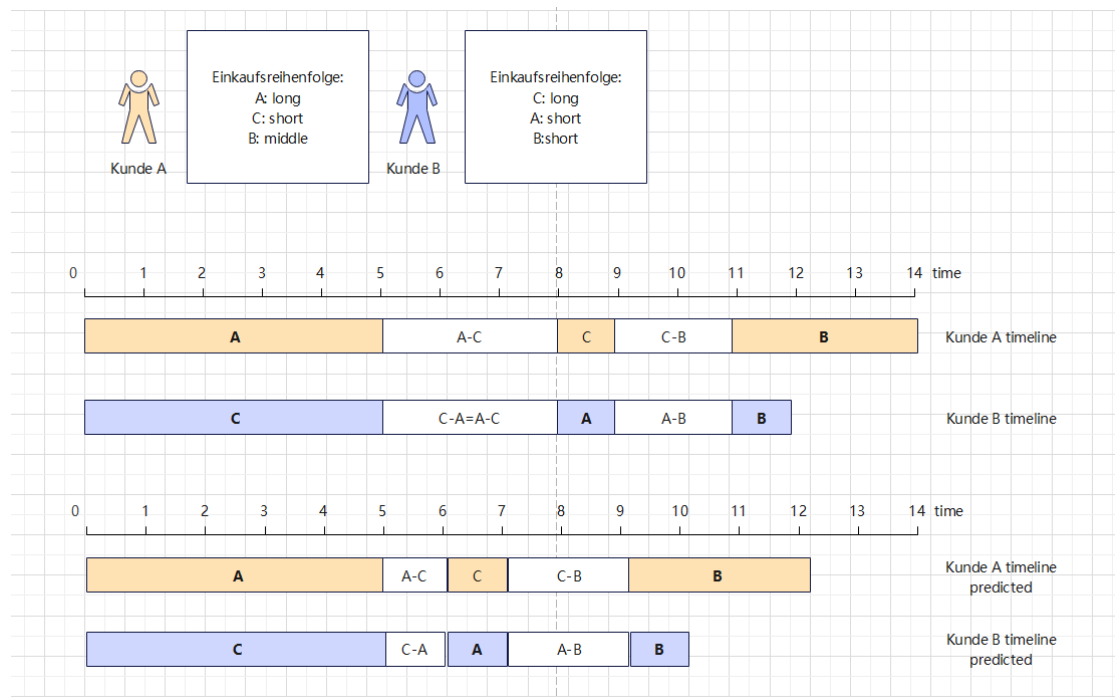 Einkaufsreihenfolge:
A: long
C: short
B: middle
Kunde A
Einkaufsreihenfolge:
C: long
A: short
B:short
Kunde B
0 1 2 3 4 5 6 7 8 9 10 11 12 13 14 time
A A-C C C-B B Kunde A timeline
C C-A=A-C A A-B B Kunde B timeline
0 1 2 3 4 5 6 7 8 9 10 11 12 13 14 time
A A-C C C-B B Kunde A timeline
predicted
C C-A A A-B B Kunde B timeline
predicted